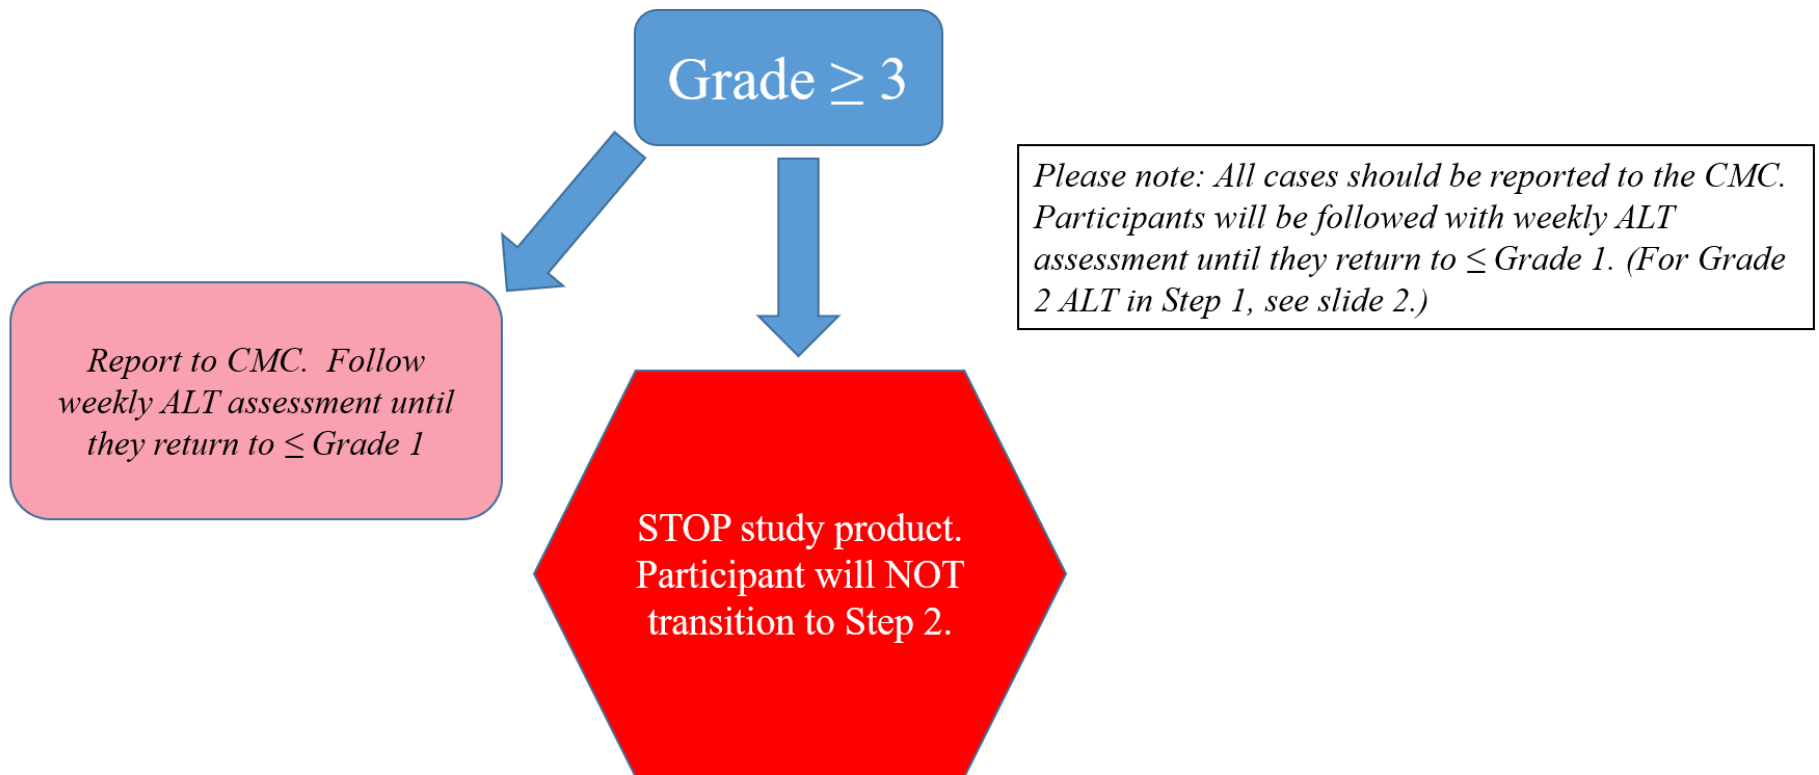 Grade ≥ 3
Please note: All cases should be reported to the CMC.
Participants will be followed with weekly ALT
assessment until they return to ≤ Grade 1. (For Grade
2 ALT in Step 1, see slide 2.)
Report to CMC.  Follow
weekly ALT assessment until
they return to ≤ Grade 1
STOP study product.
Participant will NOT
transition to Step 2.